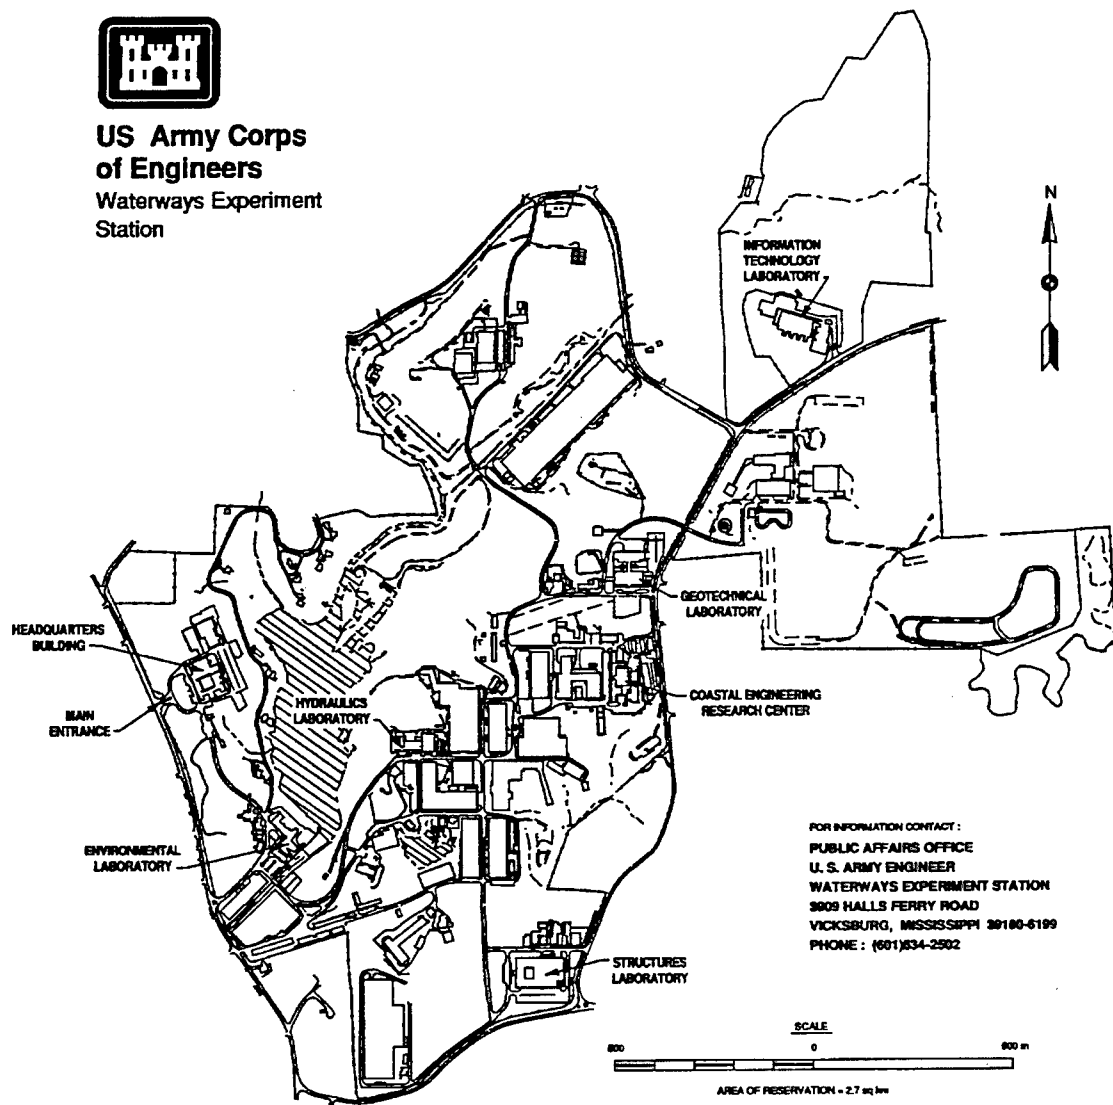 US Army Corps
of Engineers
Waterways Experiment
Station
N
INFORMATION
TECHNOLOGY
LABORATORY
GEOTECHNICAL
LABORATORY
HEADQUARTERS
BUILDING
MAIN
ENTRANCE
HYDRAULICS
LABORATORY
COASTAL ENGINEERING
RESEARCH CENTER
ENVIRONMENTAL
LABORATORY
FOR INFORMATION CONTACT :
PUBLIC AFFAIRS OFFICE
U. S. ARMY ENGINEER
WATERWAYS EXPERIMENT STATION
3909 HALLS FERRY ROAD
VICKSBURG, MISSISSIPPI 39180-6199
PHONE : (601)634-2502
STRUCTURES
LABORATORY
SCALE
0
AREA OF RESERVATION = 2.7 sq km